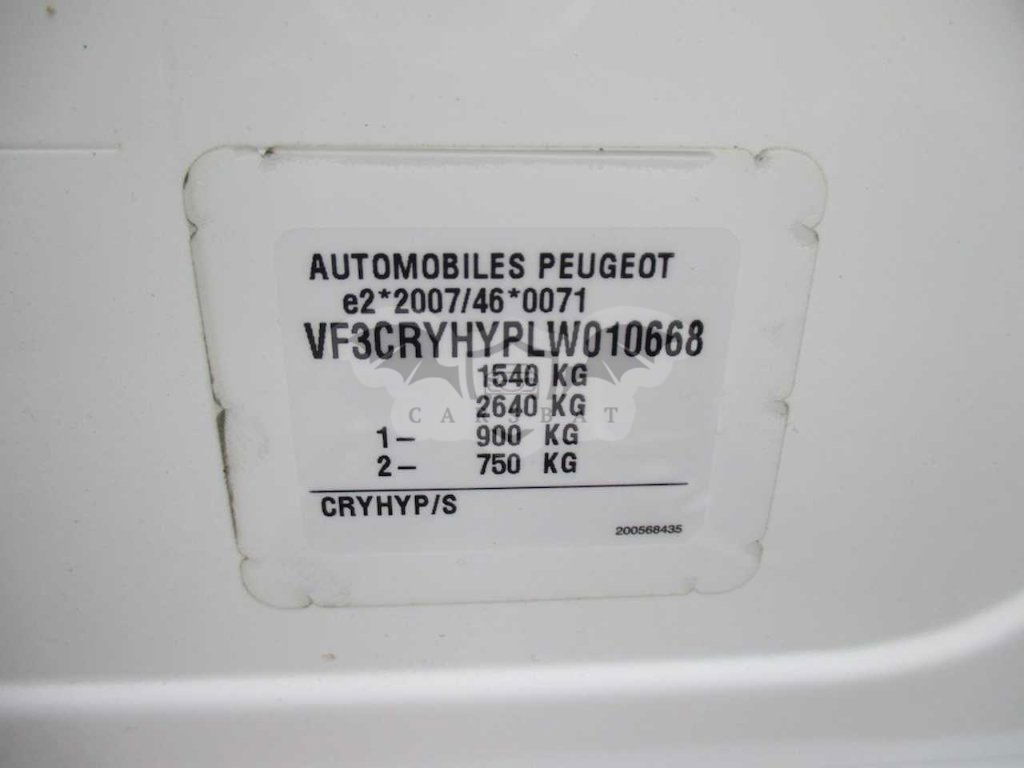 AUTOMOBILES PEUGEOT
e2*2007/46*0071
VF3CRYHYPLW010668
1540 KG
2640 KG
CARSBAT
1- 900 KG
2- 750 KG
CRYHYP/S
200568435